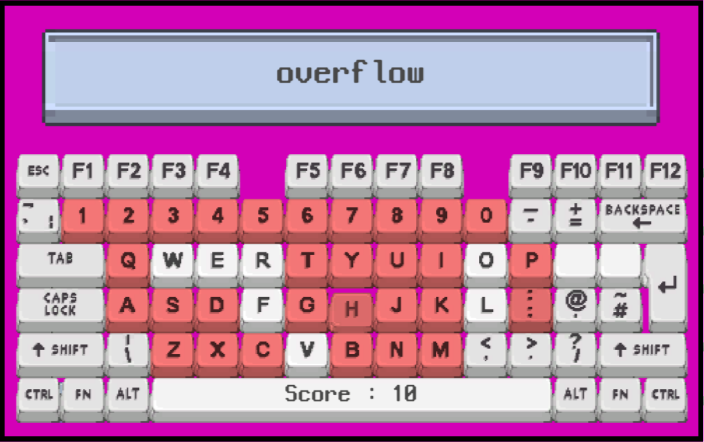 overflow
ESC F1 F2 F3 F4 F5 F6 F7 F8 F9 F10 F11 F12
1 2 3 4 5 6 7 8 9 0 - + = BACKSPACE ←
TAB Q W E R T Y U I O P ↵
CAPS LOCK A S D F G H J K L : @ ' ~ #
↑ SHIFT | \ Z X C V B N M < , > . ? / ↑ SHIFT
CTRL FN ALT Score : 10 ALT FN CTRL